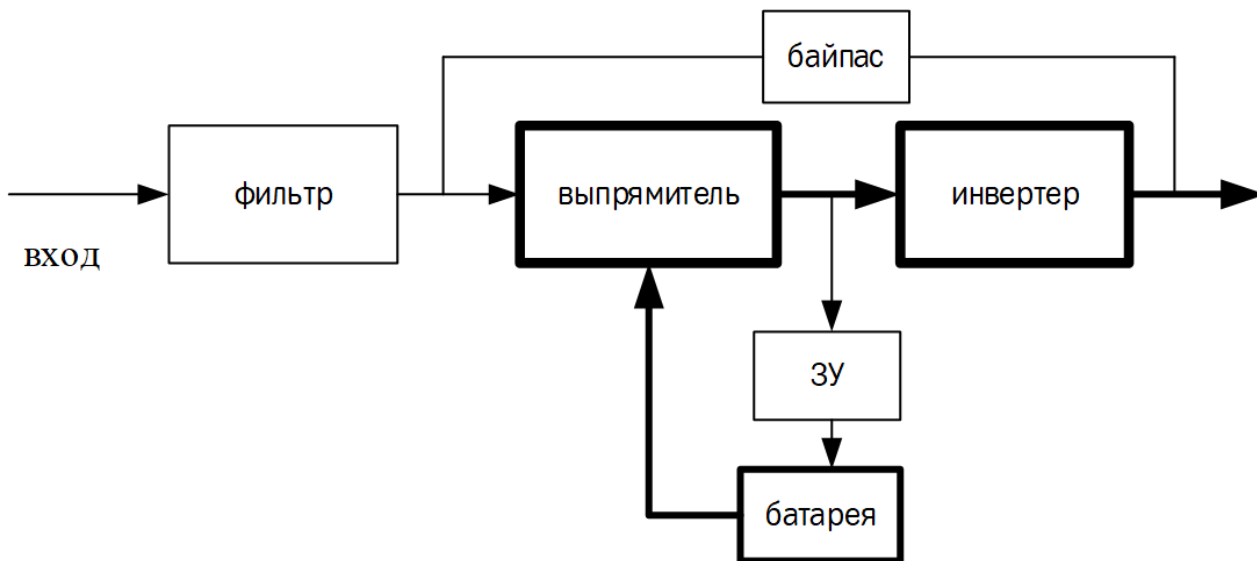 байпас
фильтр
выпрямитель
инвертер
вход
ЗУ
батарея